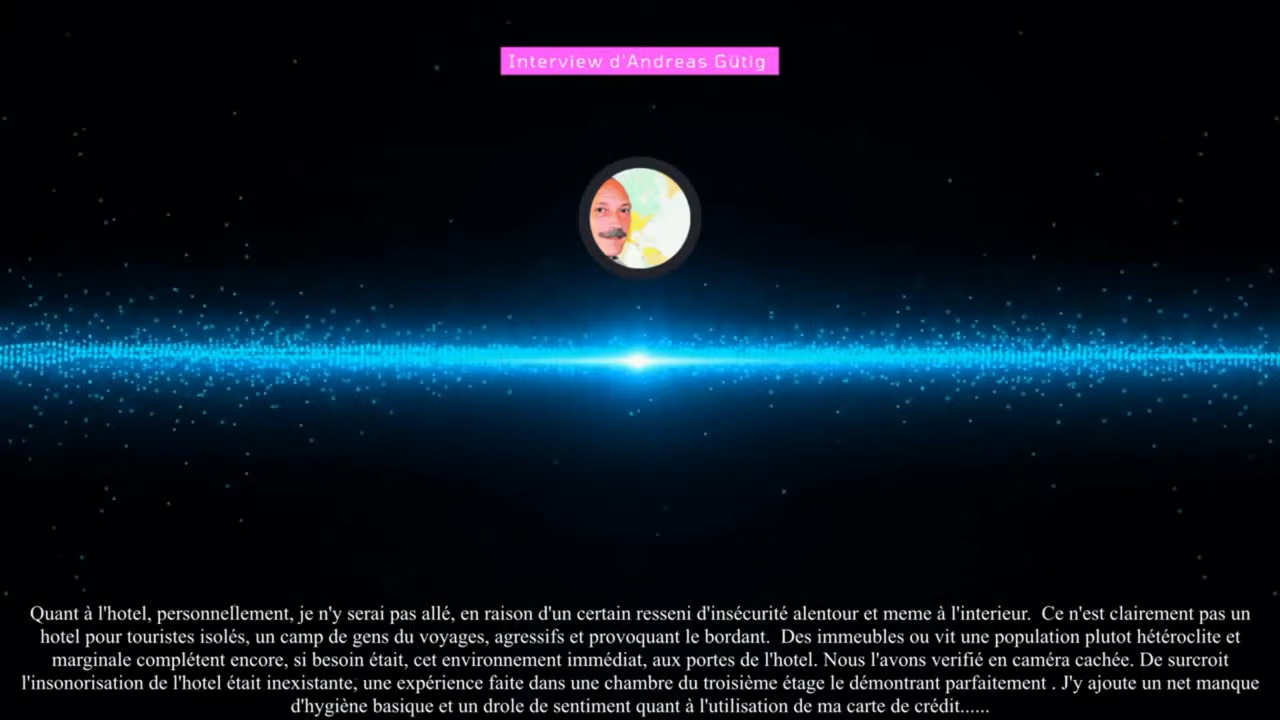 Interview d'Andreas Gütig
Quant à l'hotel, personnellement, je n'y serai pas allé, en raison d'un certain resseni d'insécurité alentour et meme à l'interieur.  Ce n'est clairement pas un
hotel pour touristes isolés, un camp de gens du voyages, agressifs et provoquant le bordant.  Des immeubles ou vit une population plutot hétéroclite et
marginale complétent encore, si besoin était, cet environnement immédiat, aux portes de l'hotel. Nous l'avons verifié en caméra cachée. De surcroit
l'insonorisation de l'hotel était inexistante, une expérience faite dans une chambre du troisième étage le démontrant parfaitement . J'y ajoute un net manque
d'hygiène basique et un drole de sentiment quant à l'utilisation de ma carte de crédit......